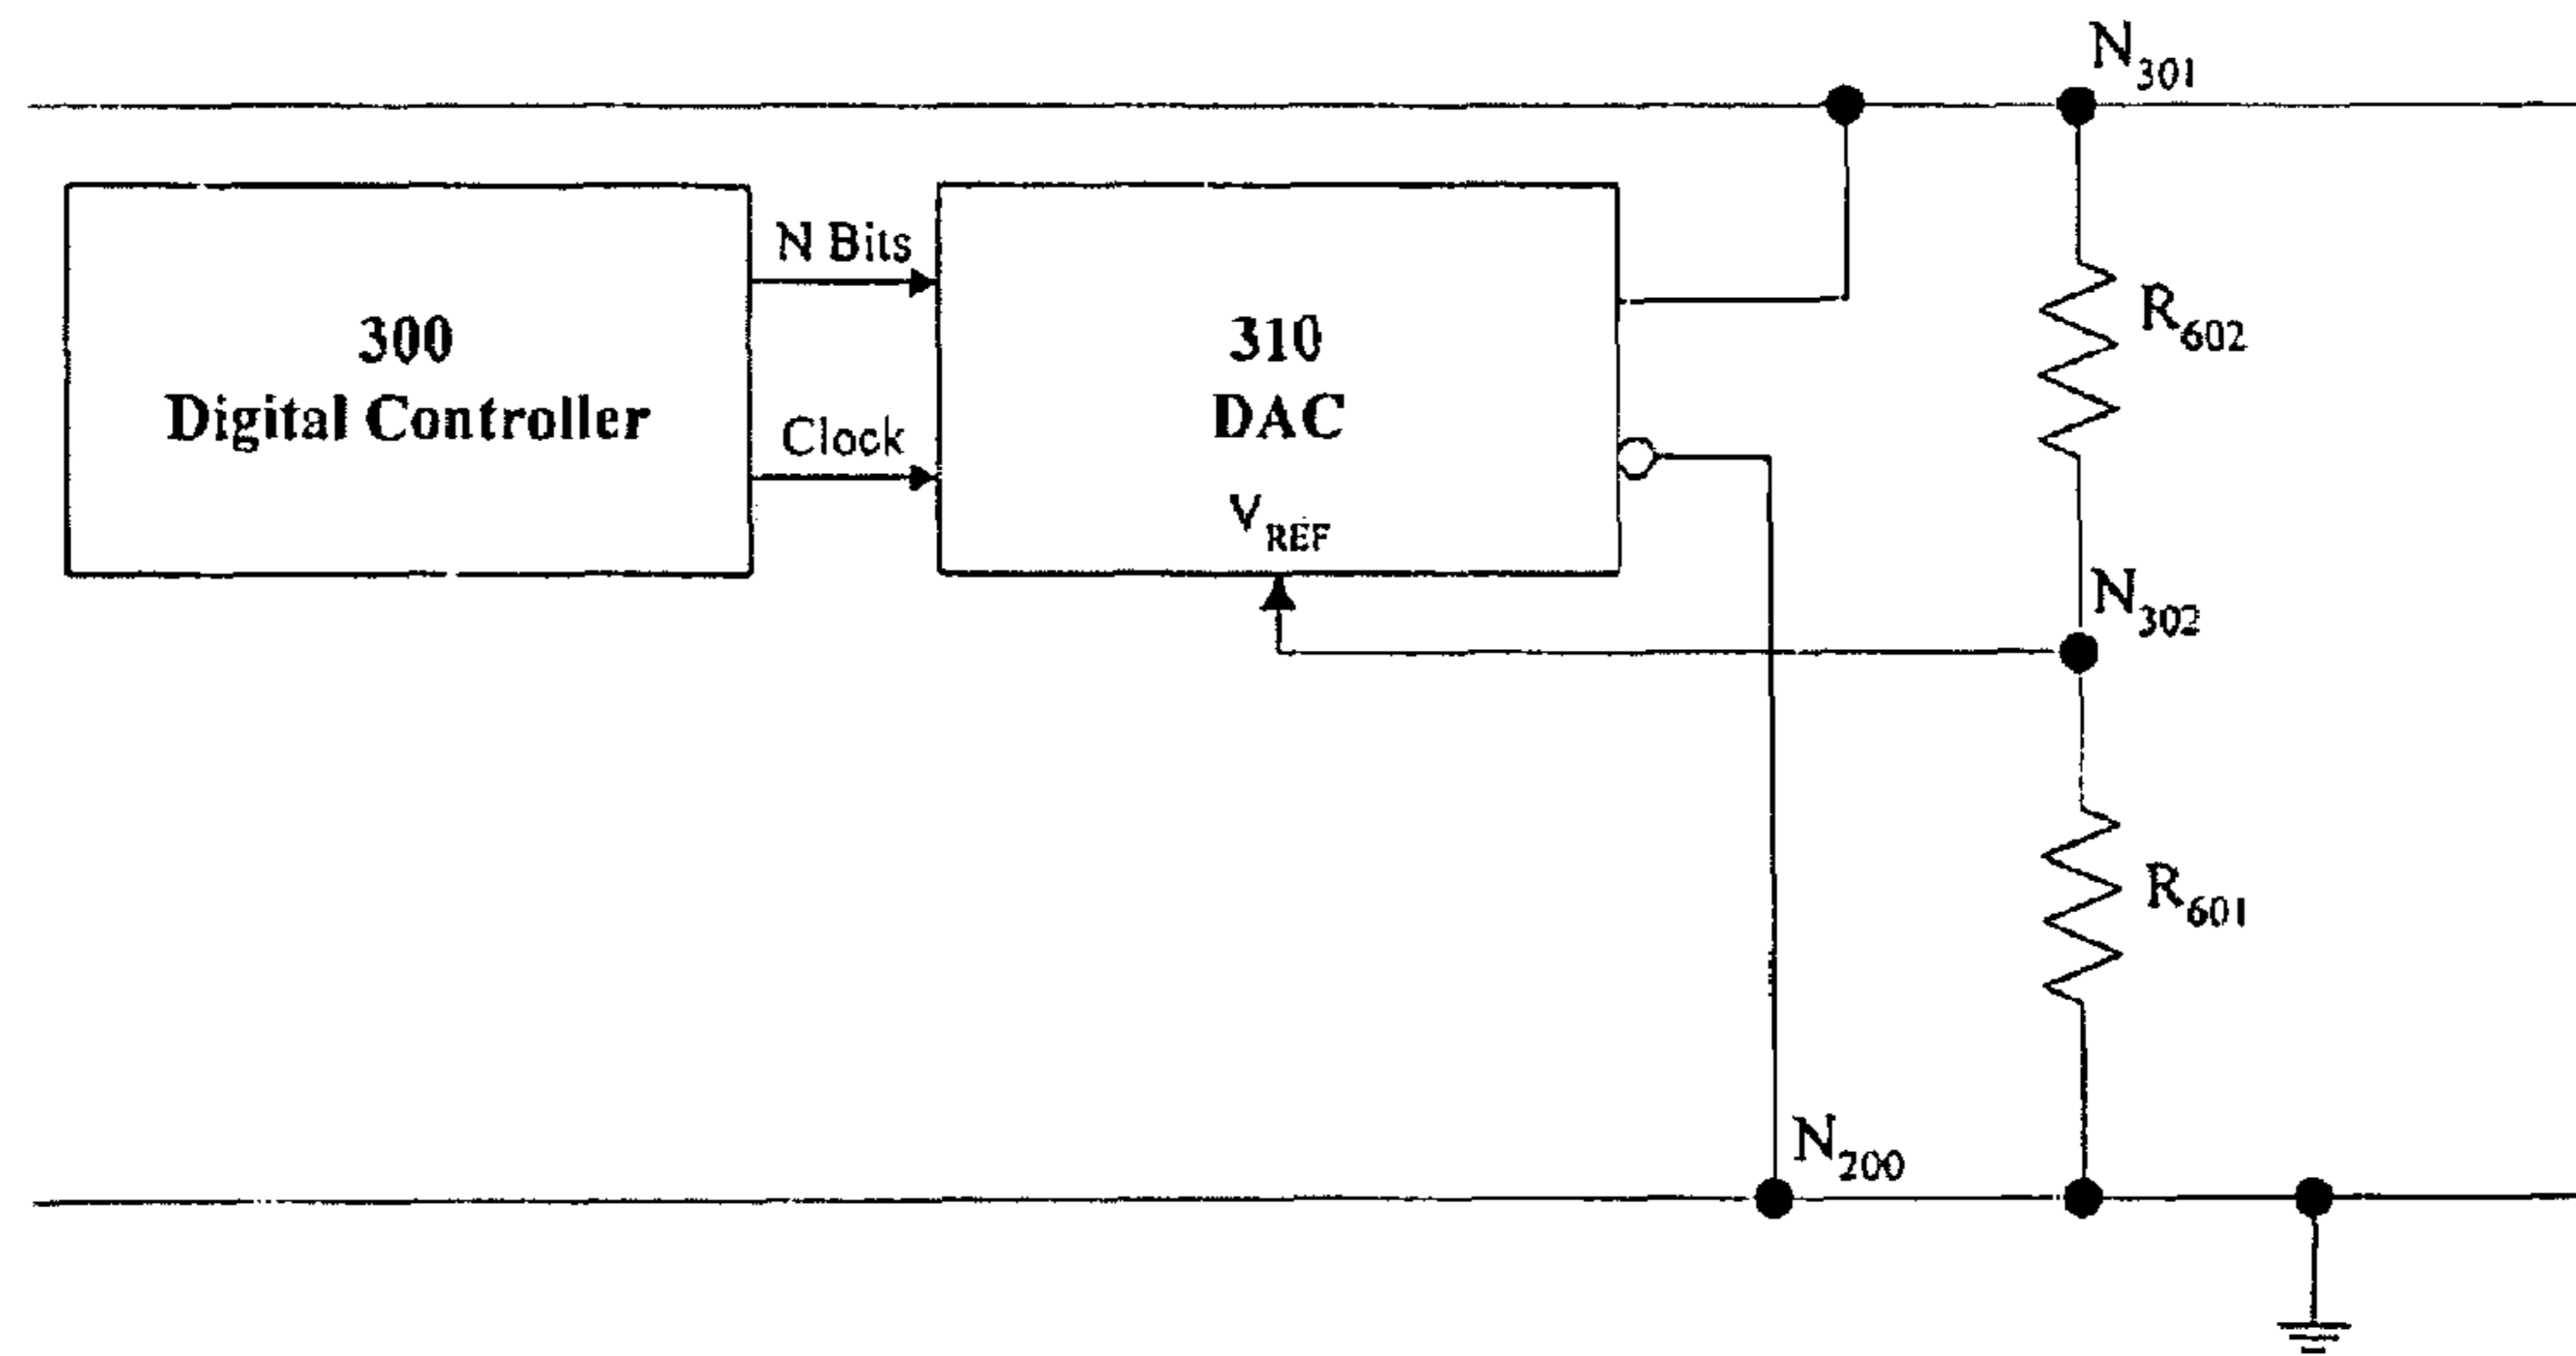 N301
N Bits
300
Digital Controller
Clock
310
DAC
VREF
R602
N302
R601
N200